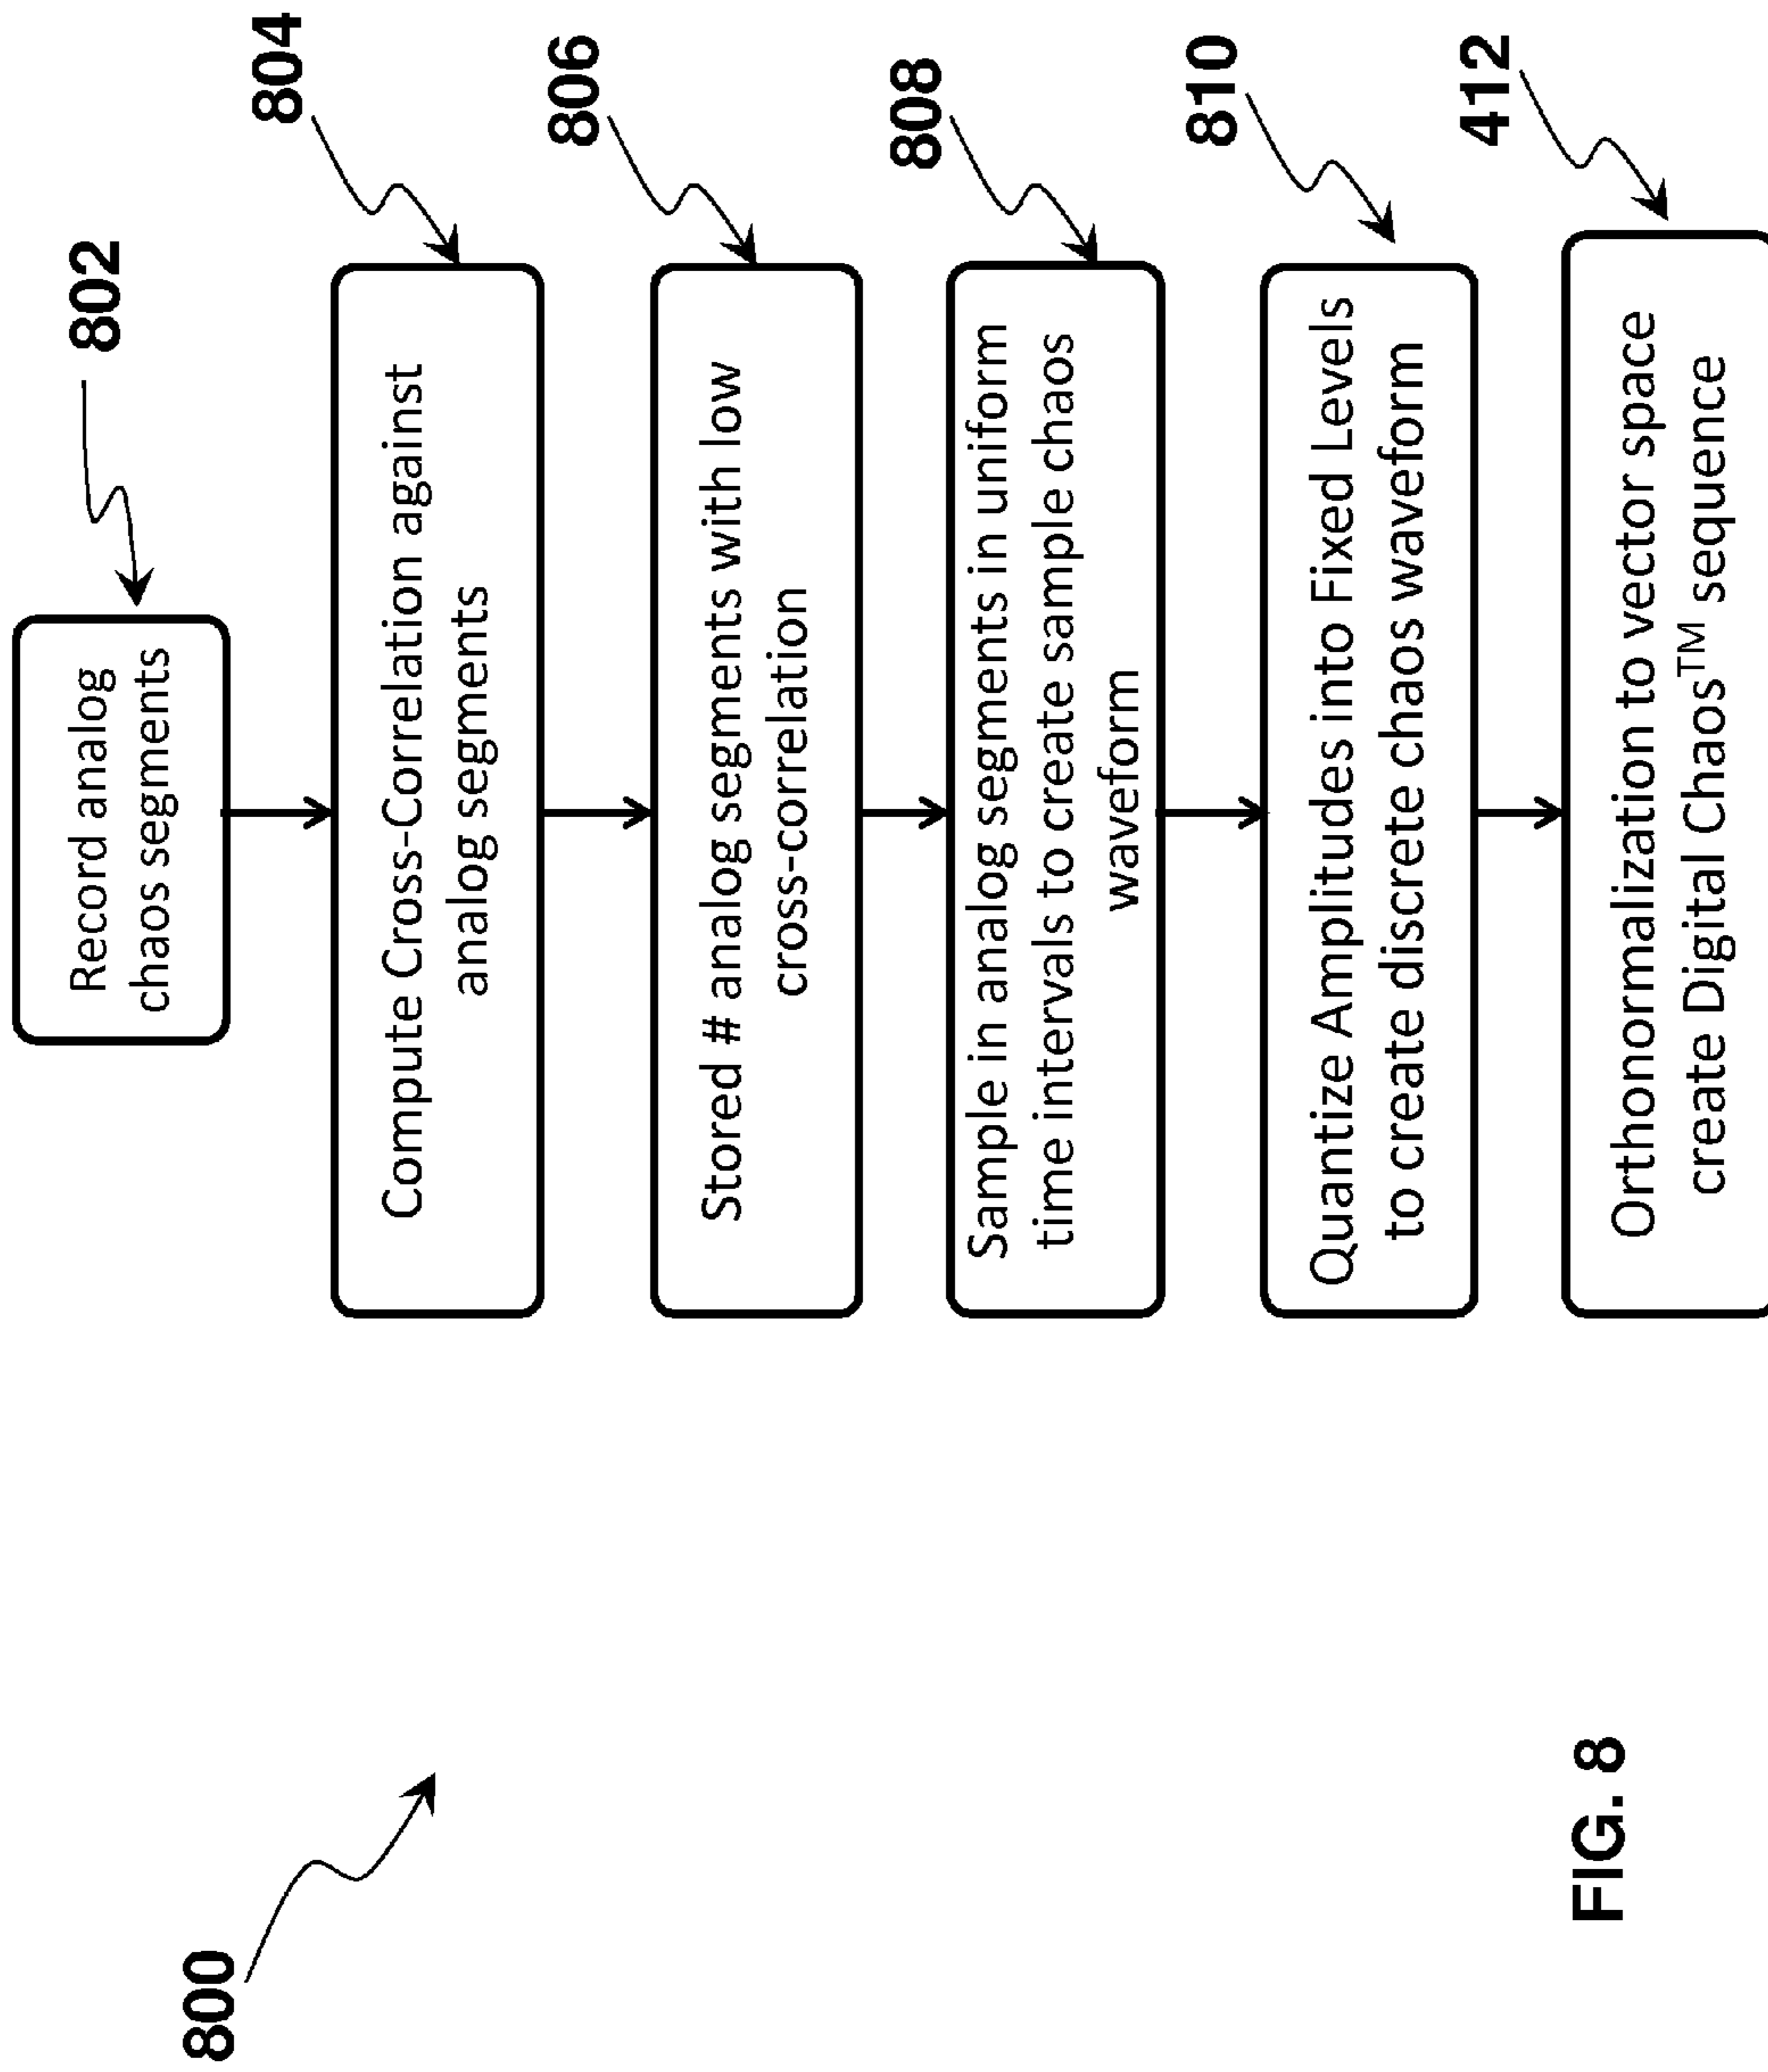 802
Record analog
chaos segments
804
Compute Cross-Correlation against
analog segments
806
Stored # analog segments with low
cross-correlation
808
Sample in analog segments in uniform
time intervals to create sample chaos
waveform
810
Quantize Amplitudes into Fixed Levels
to create discrete chaos waveform
412
Orthonormalization to vector space
create Digital Chaos™ sequence
800
FIG. 8